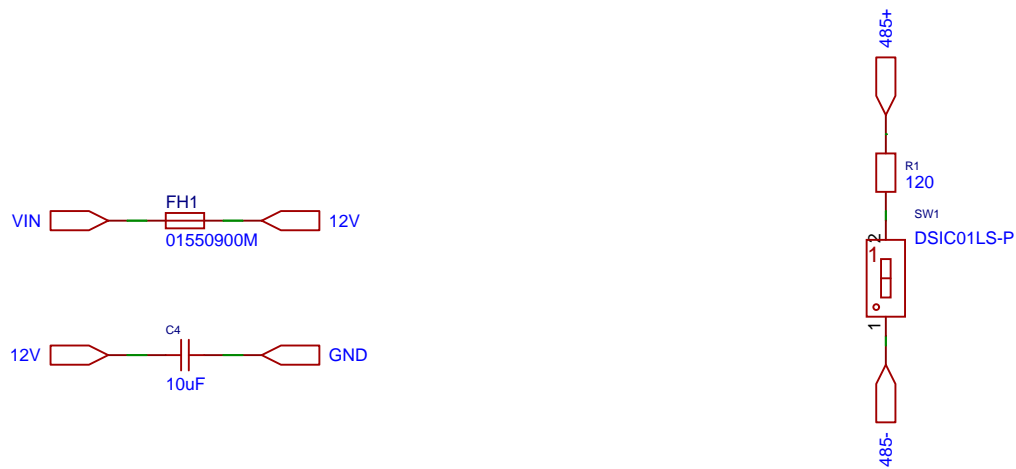 485+
R1
120
FH1
VIN
12V
01550900M
SW1
DSIC01LS-P
2
1
1
C4
12V
GND
10uF
485-